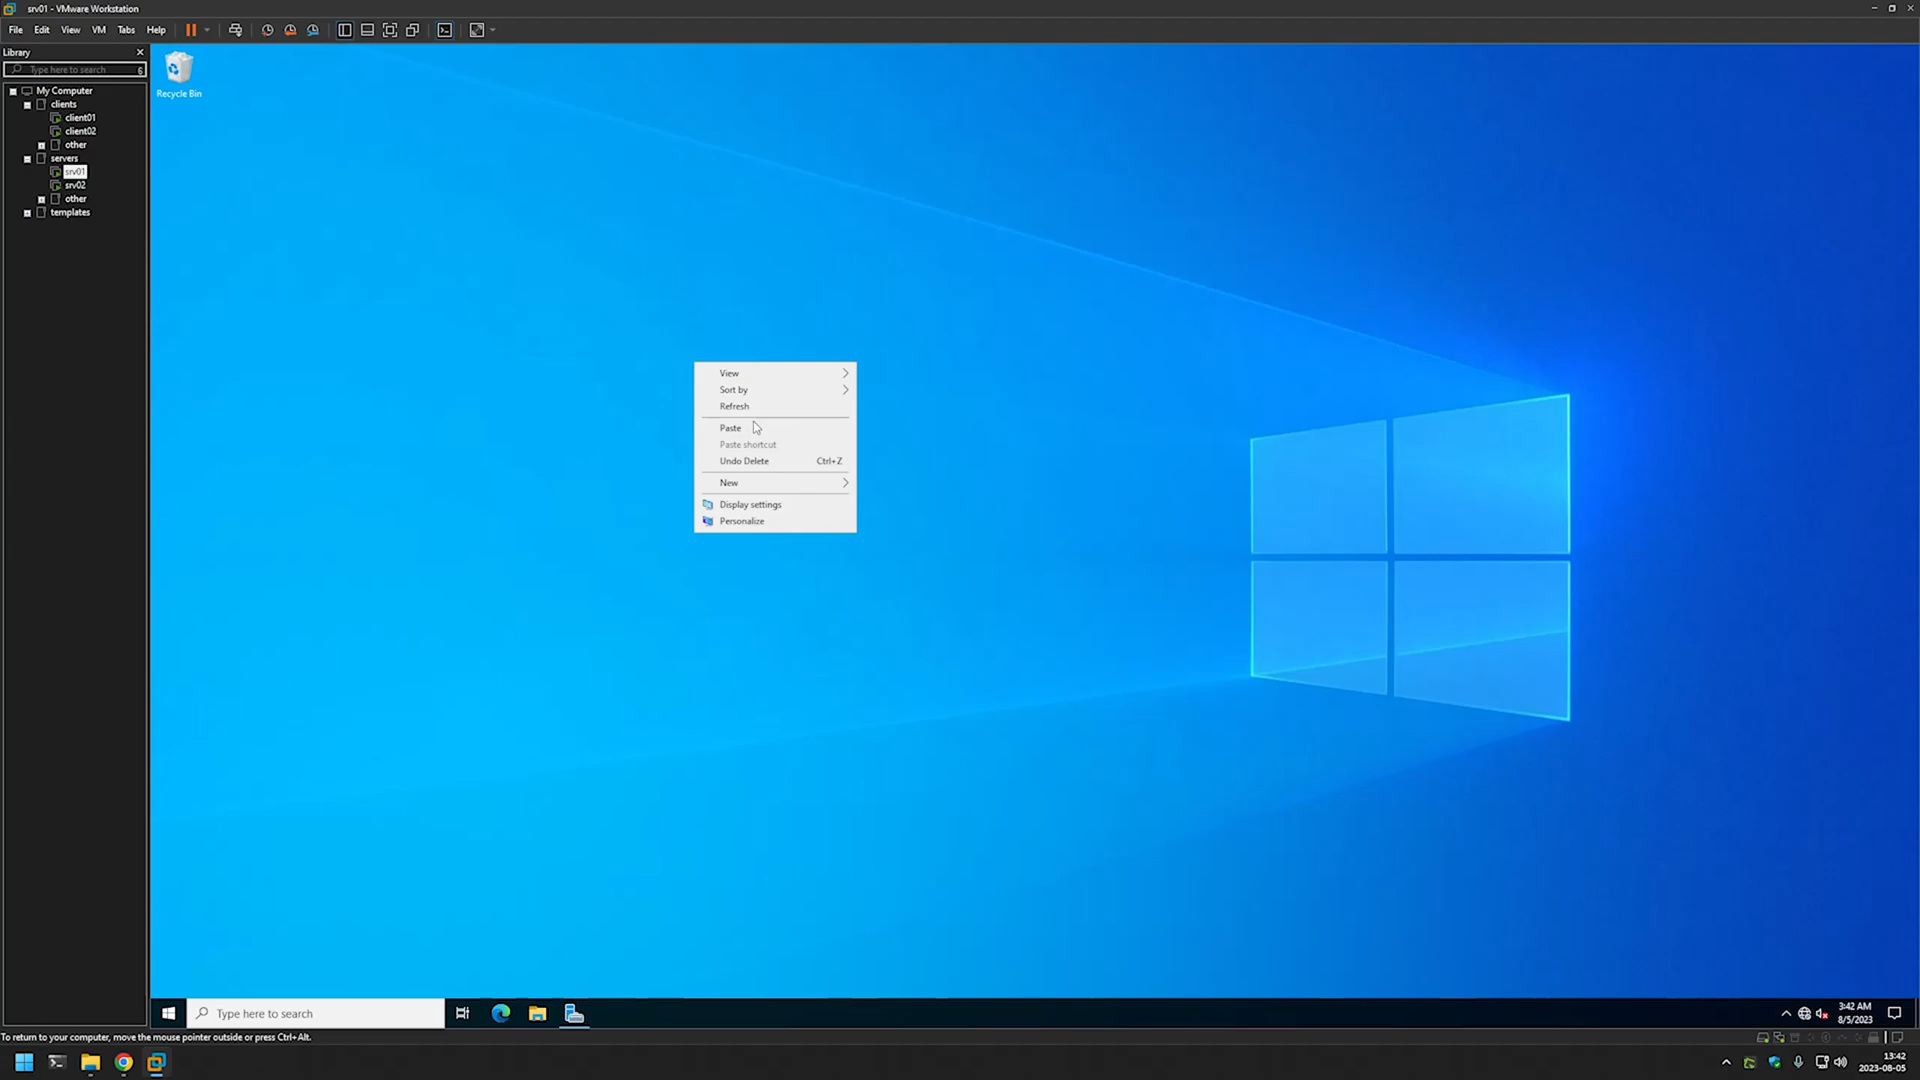 srv01 - VMware Workstation
File Edit View VM Tabs Help
Library
Type here to search
My Computer
clients
client01
client02
other
servers
srv01
srv02
other
templates
Recycle Bin
View
Sort by
Refresh
Paste
Paste shortcut
Undo Delete Ctrl+Z
New
Display settings
Personalize
Type here to search
3:42 AM
8/5/2023
To return to your computer, move the mouse pointer outside or press Ctrl+Alt.
13:42
2023-08-05